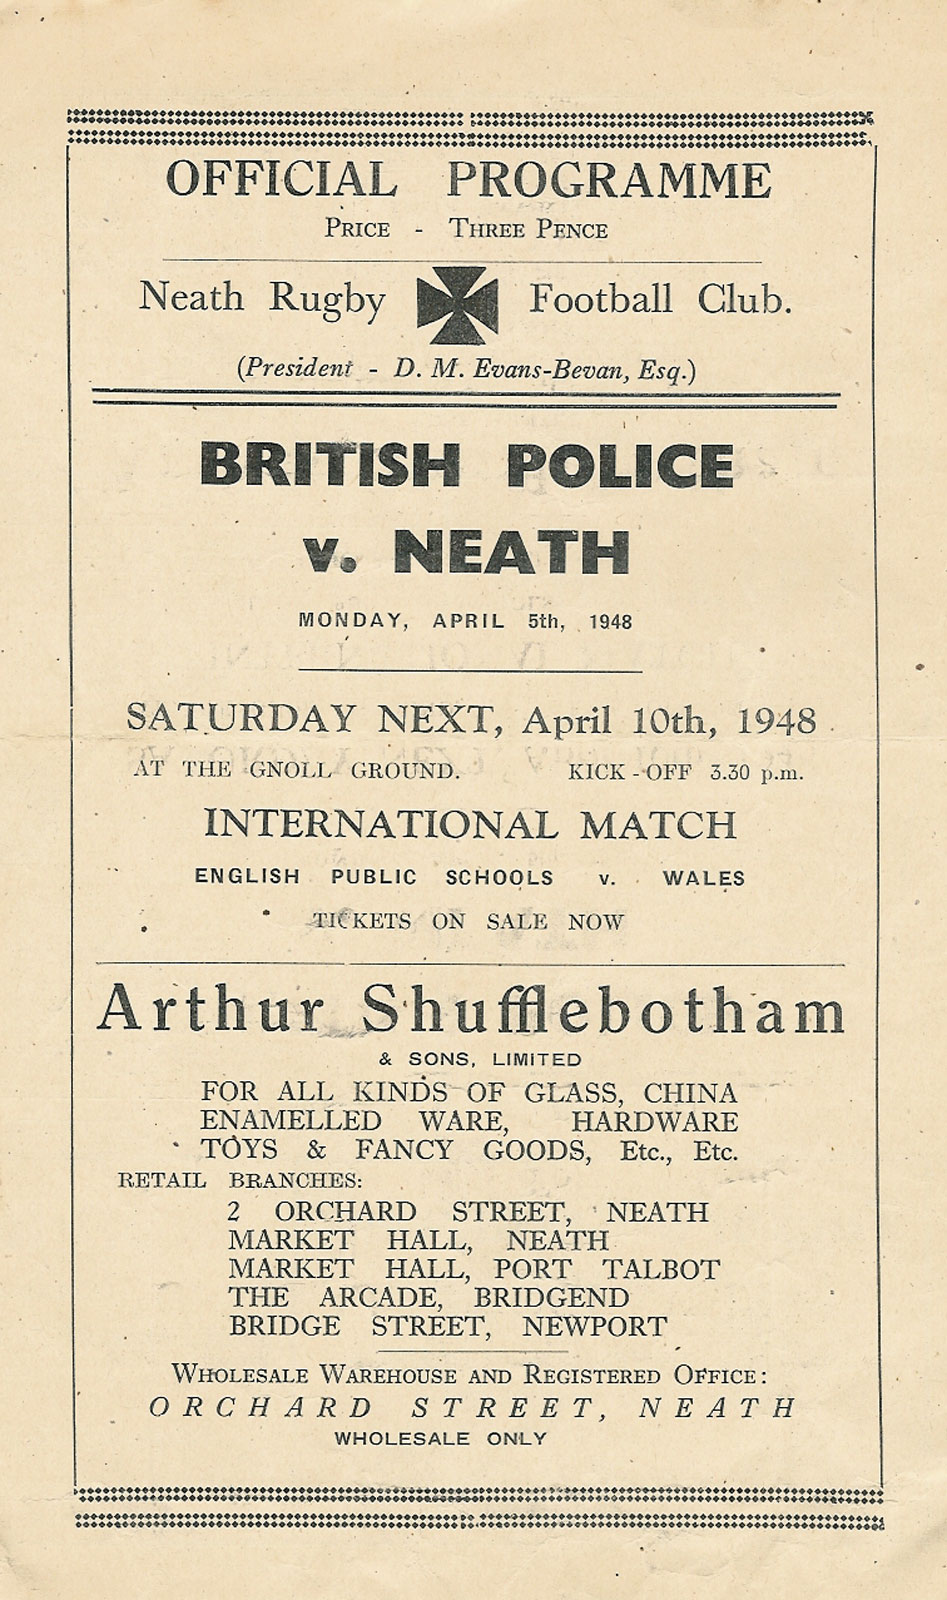 OFFICIAL PROGRAMME
PRICE - THREE PENCE
Neath Rugby Football Club.
(President - D. M. Evans-Bevan, Esq.)
BRITISH POLICE
v. NEATH
MONDAY, APRIL 5th, 1948
SATURDAY NEXT, April 10th, 1948
AT THE GNOLL GROUND. KICK-OFF 3.30 p.m.
INTERNATIONAL MATCH
ENGLISH PUBLIC SCHOOLS v. WALES
TICKETS ON SALE NOW
Arthur Shufflebotham
& SONS, LIMITED
FOR ALL KINDS OF GLASS, CHINA
ENAMELLED WARE, HARDWARE
TOYS & FANCY GOODS, Etc., Etc.
RETAIL BRANCHES:
2 ORCHARD STREET, NEATH
MARKET HALL, NEATH
MARKET HALL, PORT TALBOT
THE ARCADE, BRIDGEND
BRIDGE STREET, NEWPORT
WHOLESALE WAREHOUSE AND REGISTERED OFFICE:
ORCHARD STREET, NEATH
WHOLESALE ONLY